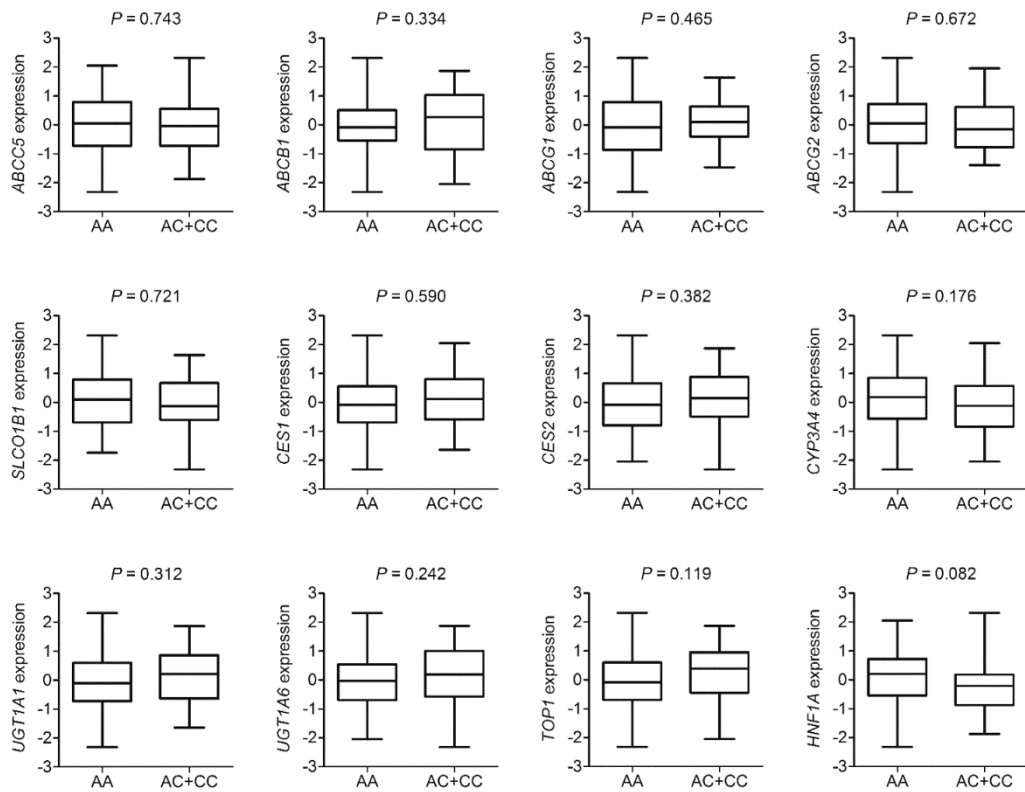 P = 0.743
ABCC5 expression
3
2
1
0
-1
-2
-3
AA AC+CC
P = 0.334
ABCB1 expression
3
2
1
0
-1
-2
-3
AA AC+CC
P = 0.465
ABCG1 expression
3
2
1
0
-1
-2
-3
AA AC+CC
P = 0.672
ABCG2 expression
3
2
1
0
-1
-2
-3
AA AC+CC
P = 0.721
SLCO1B1 expression
3
2
1
0
-1
-2
-3
AA AC+CC
P = 0.590
CES1 expression
3
2
1
0
-1
-2
-3
AA AC+CC
P = 0.382
CES2 expression
3
2
1
0
-1
-2
-3
AA AC+CC
P = 0.176
CYP3A4 expression
3
2
1
0
-1
-2
-3
AA AC+CC
P = 0.312
UGT1A1 expression
3
2
1
0
-1
-2
-3
AA AC+CC
P = 0.242
UGT1A6 expression
3
2
1
0
-1
-2
-3
AA AC+CC
P = 0.119
TOP1 expression
3
2
1
0
-1
-2
-3
AA AC+CC
P = 0.082
HNF1A expression
3
2
1
0
-1
-2
-3
AA AC+CC